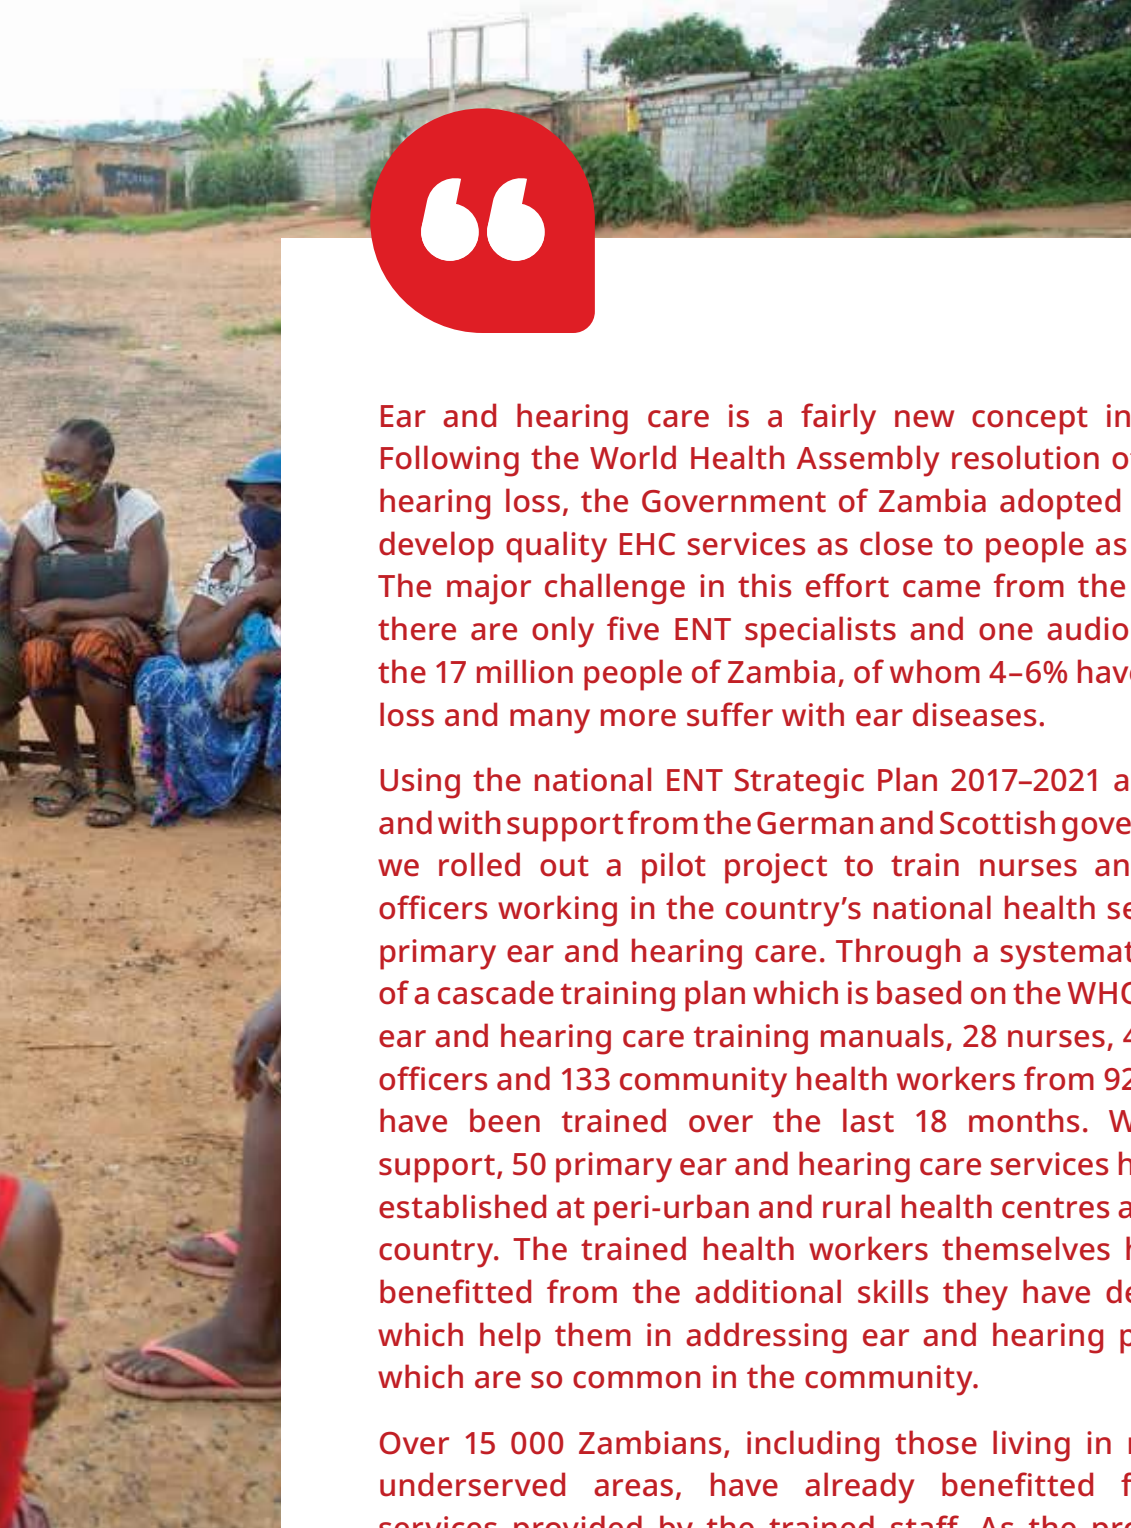 “
Ear and hearing care is a fairly new concept in
Following the World Health Assembly resolution
hearing loss, the Government of Zambia adopted
develop quality EHC services as close to people as
The major challenge in this effort came from the
there are only five ENT specialists and one
the 17 million people of Zambia, of whom 4–6%
loss and many more suffer with ear diseases.
Using the national ENT Strategic Plan 2017–2021
and with support from the German and Scottish
we rolled out a pilot project to train nurses
officers working in the country’s national health
primary ear and hearing care. Through a
of a cascade training plan which is based on the
ear and hearing care training manuals, 28 nurses,
officers and 133 community health workers from
have been trained over the last 18 months.
support, 50 primary ear and hearing care services
established at peri-urban and rural health centres
country. The trained health workers themselves
benefitted from the additional skills they have
which help them in addressing ear and hearing
which are so common in the community.
Over 15 000 Zambians, including those living in
underserved areas, have already benefitted
services provided by the trained staff. As the